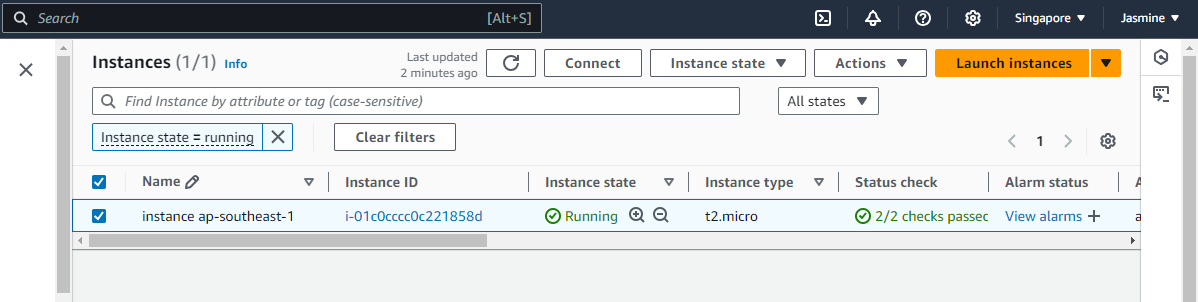 Search [Alt+S] Singapore Jasmine
Instances (1/1) Info Last updated 2 minutes ago Connect Instance state Actions Launch instances
Find Instance by attribute or tag (case-sensitive) All states
Instance state = running Clear filters 1
Name Instance ID Instance state Instance type Status check Alarm status A
instance ap-southeast-1 i-01c0cccc0c221858d Running t2.micro 2/2 checks passec View alarms a